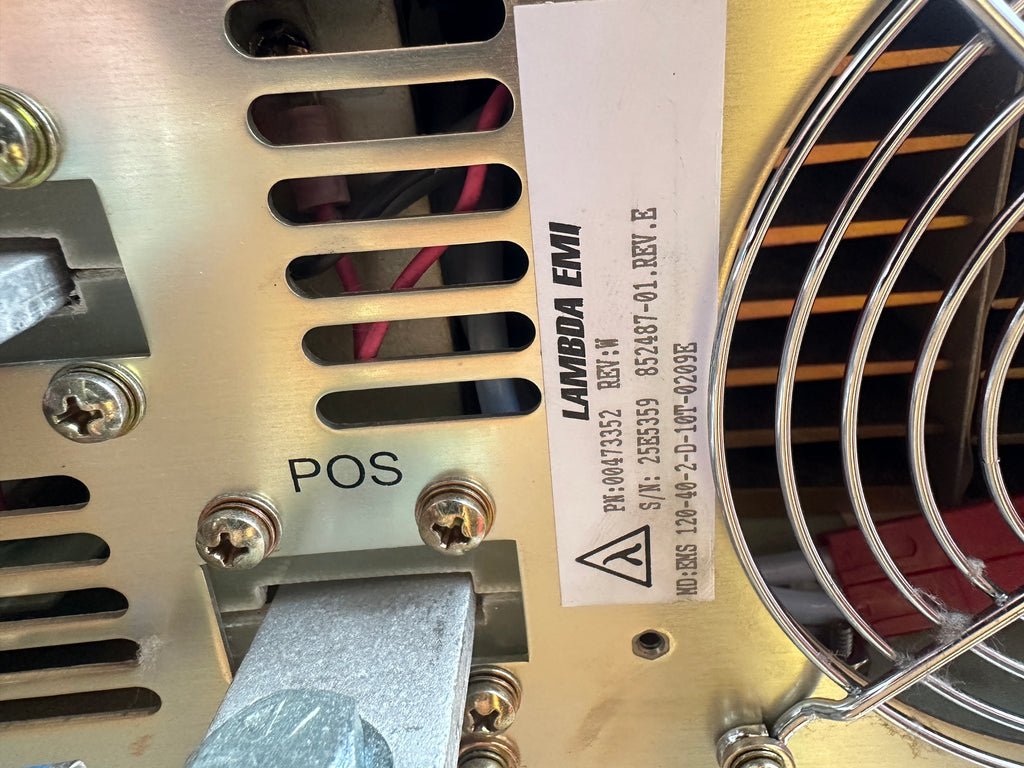 LAMBDA EMI
PN:00473352 REV:W
S/N: 25E5359 852487-01.REV.E
MD:EMS 120-40-2-D-10T-0209E
POS